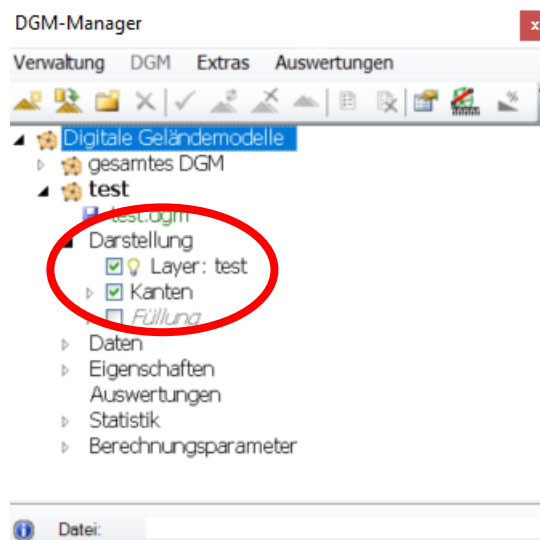 DGM-Manager
x
Verwaltung DGM Extras Auswertungen
Digitale Geländemodelle
gesamtes DGM
test
test.dgm
Darstellung
Layer: test
Kanten
Füllung
Daten
Eigenschaften
Auswertungen
Statistik
Berechnungsparameter
Datei: